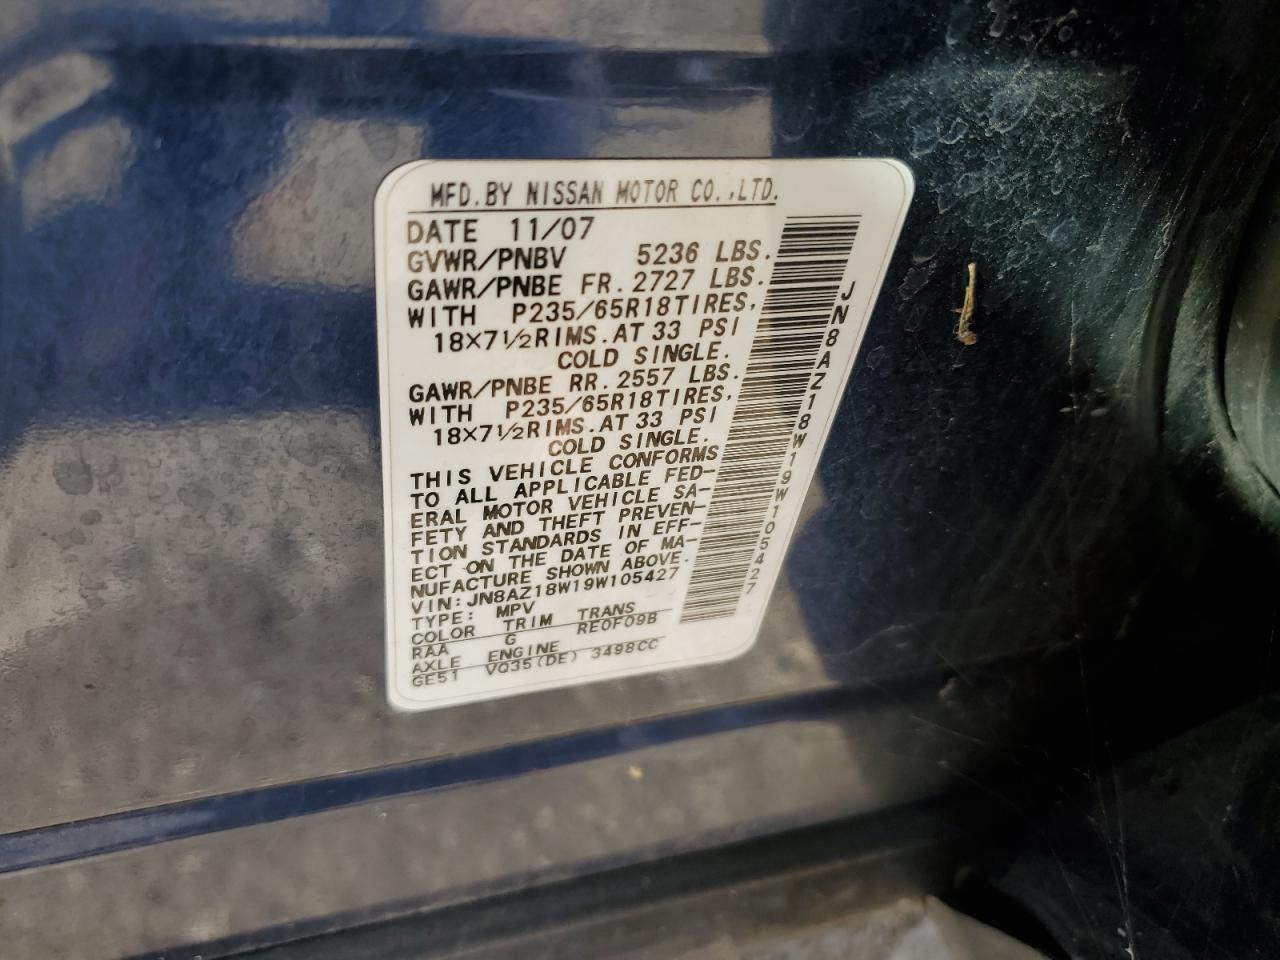 MFD.BY NISSAN MOTOR CO.,LTD.
DATE 11/07
GVWR/PNBV 5236 LBS.
GAWR/PNBE FR.2727 LBS.
WITH P235/65R18TIRES,
18×7½RIMS.AT 33 PSI
COLD SINGLE.
GAWR/PNBE RR.2557 LBS.
WITH P235/65R18TIRES,
18×7½RIMS.AT 33 PSI
COLD SINGLE.
THIS VEHICLE CONFORMS
TO ALL APPLICABLE FED-
ERAL MOTOR VEHICLE SA-
FETY AND THEFT PREVEN-
TION STANDARDS IN EFF-
ECT ON THE DATE OF MA-
NUFACTURE SHOWN ABOVE.
VIN:JN8AZ18W19W105427
TYPE: MPV
COLOR TRIM TRANS
RAA G RE0F09B
AXLE ENGINE
GE51 VQ35(DE) 3498CC
JN8AZ18W19W105427